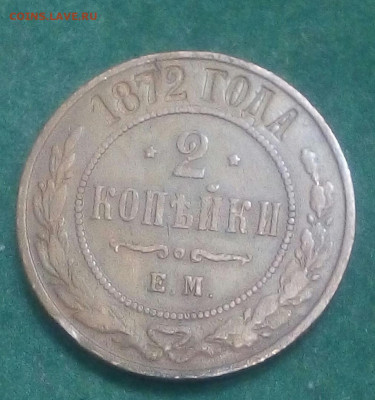 COINS.LAVE.RU
1872 ГОДА
2
КОПѢЙКИ
Е.М.